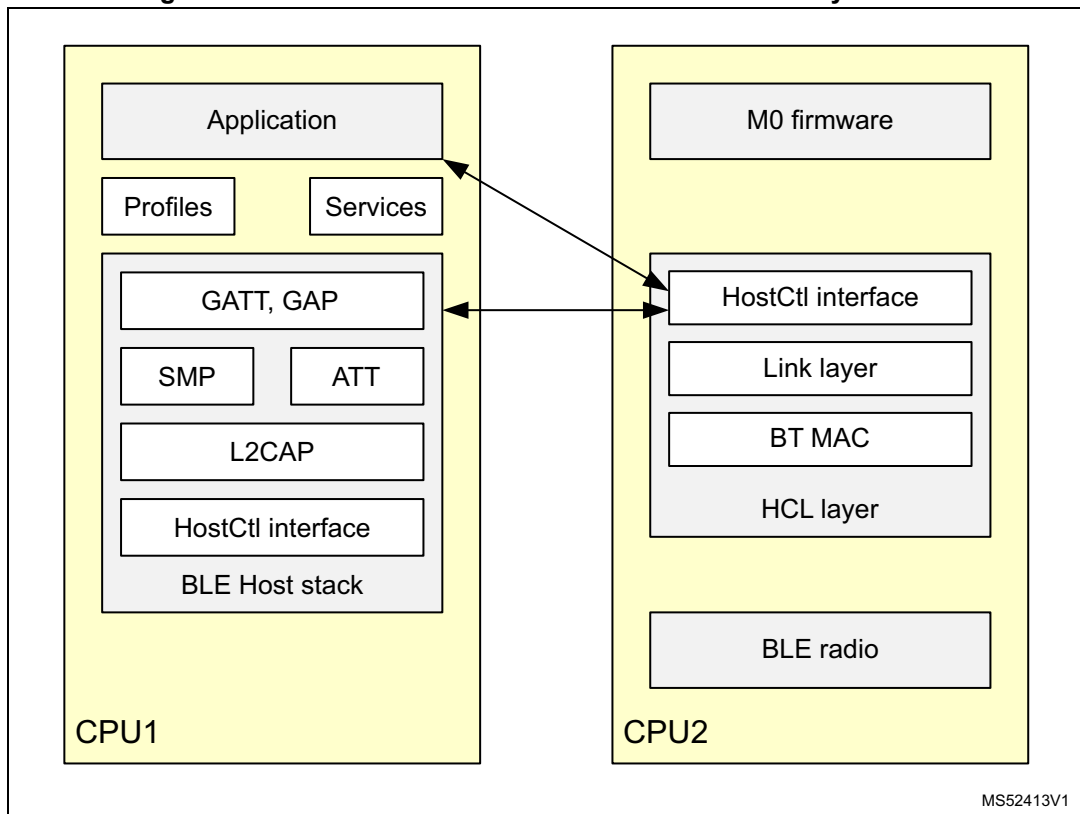 Application
Profiles
Services
GATT, GAP
SMP
ATT
L2CAP
HostCtl interface
BLE Host stack
CPU1
M0 firmware
HostCtl interface
Link layer
BT MAC
HCL layer
BLE radio
CPU2
MS52413V1